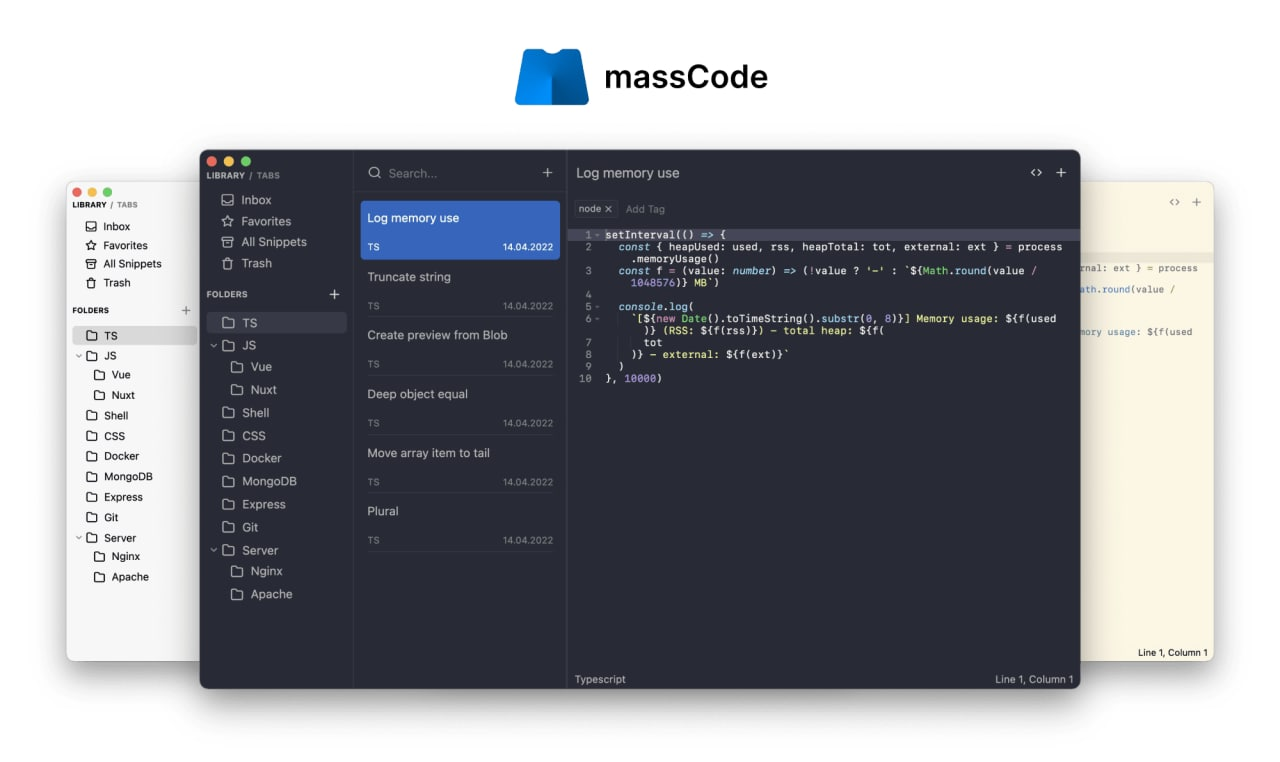 massCode
LIBRARY / TABS
Inbox
Favorites
All Snippets
Trash
FOLDERS
TS
JS
Vue
Nuxt
Shell
CSS
Docker
MongoDB
Express
Git
Server
Nginx
Apache
LIBRARY / TABS
Inbox
Favorites
All Snippets
Trash
FOLDERS
TS
JS
Vue
Nuxt
Shell
CSS
Docker
MongoDB
Express
Git
Server
Nginx
Apache
Search...
Log memory use
TS 14.04.2022
Truncate string
TS 14.04.2022
Create preview from Blob
TS 14.04.2022
Deep object equal
TS 14.04.2022
Move array item to tail
TS 14.04.2022
Plural
TS 14.04.2022
Log memory use
node Add Tag
1 setInterval(() => {
2 const { heapUsed: used, rss, heapTotal: tot, external: ext } = process
.memoryUsage()
3 const f = (value: number) => (!value ? '-' : `${Math.round(value /
1048576)} MB`)
4
5 console.log(
6 `[${new Date().toTimeString().substr(0, 8)}] Memory usage: ${f(used
)} (RSS: ${f(rss)}) - total heap: ${f(
7 tot
8 )} - external: ${f(ext)}`
9 )
10 }, 10000)
Typescript
Line 1, Column 1
rnal: ext } = process
ath.round(value /
mory usage: ${f(used
Line 1, Column 1